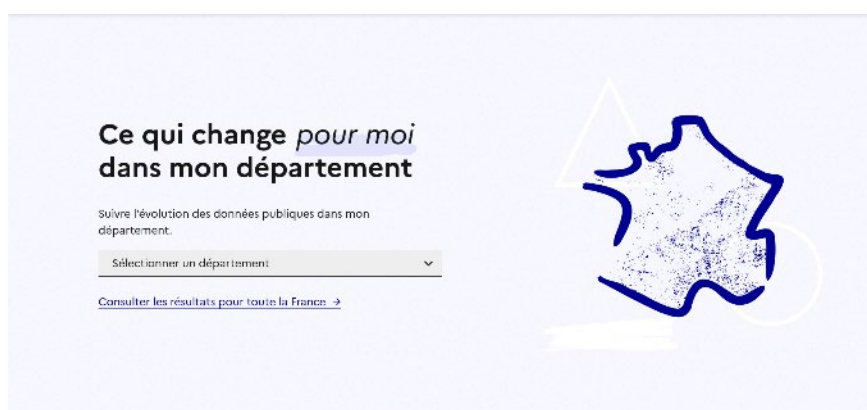 Ce qui change pour moi
dans mon département
Suivre l'évolution des données publiques dans mon
département.
Sélectionner un département
Consulter les résultats pour toute la France →